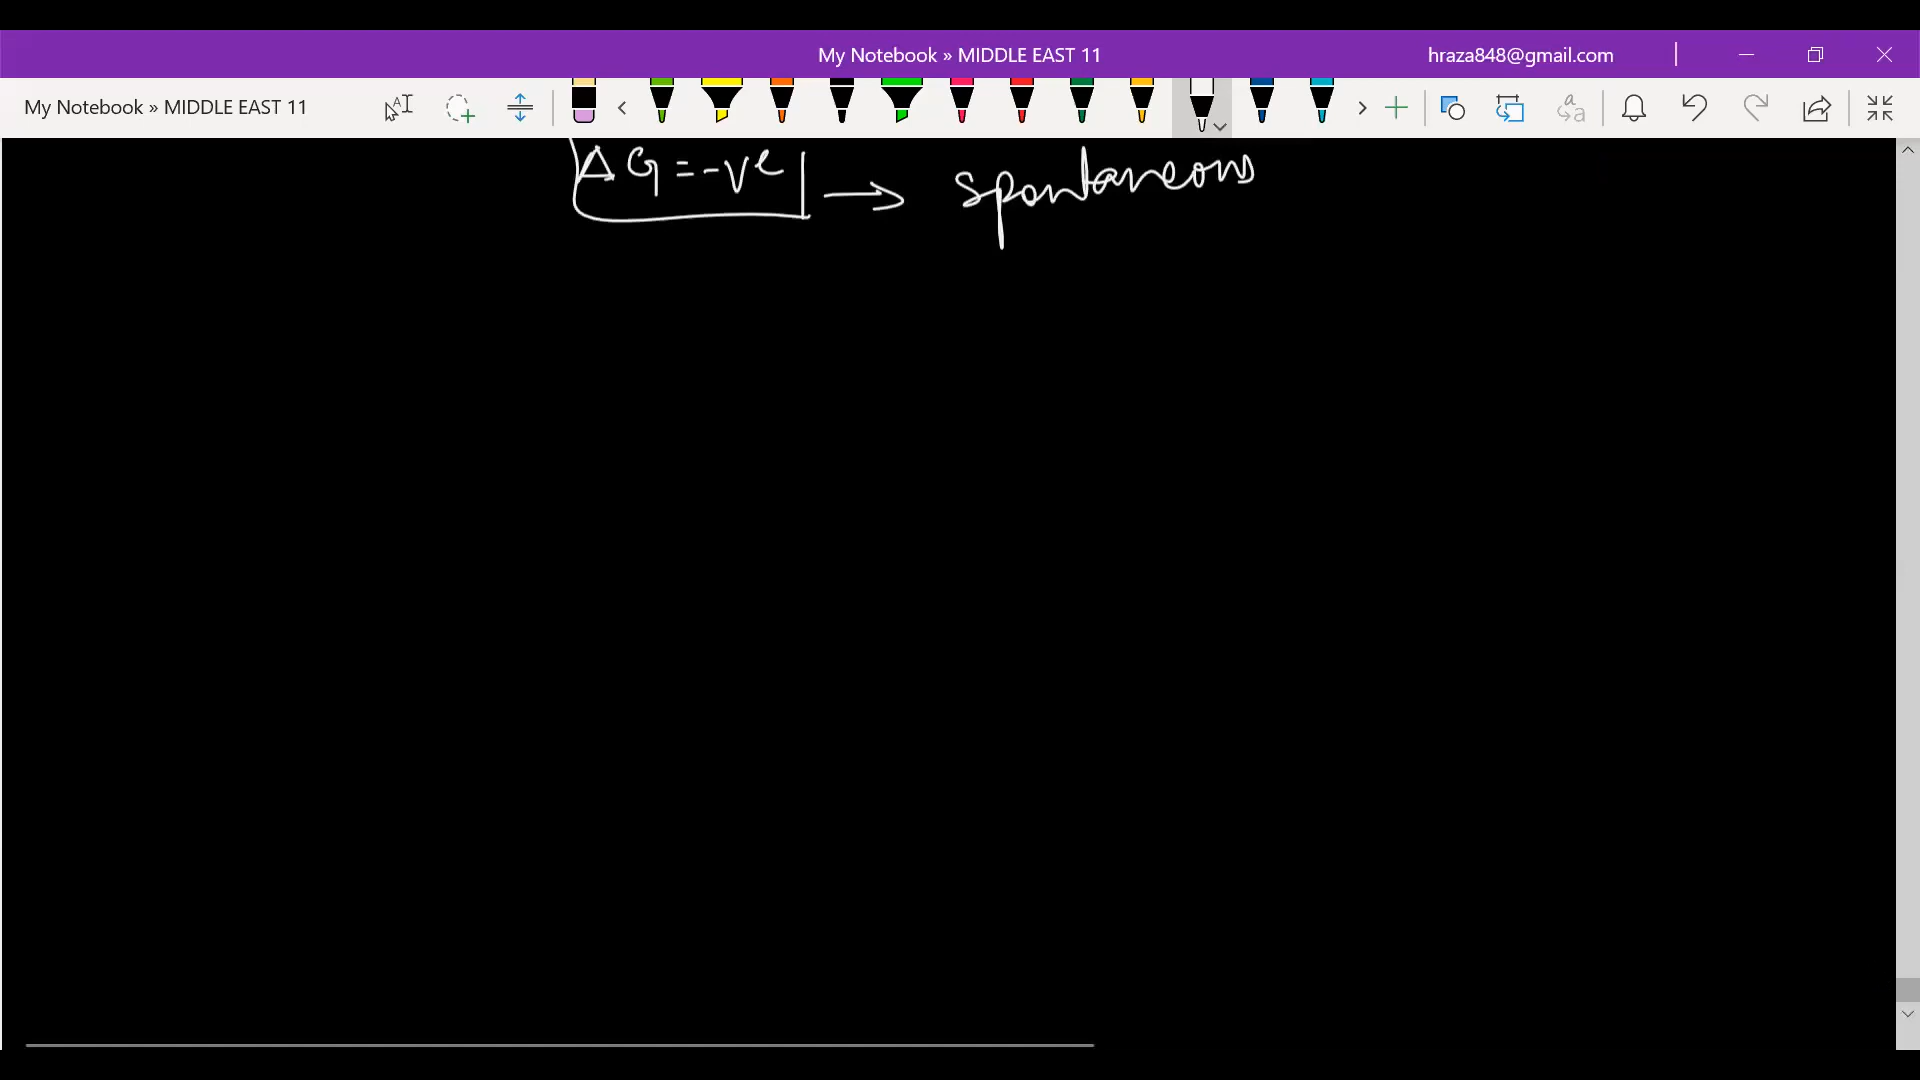 My Notebook » MIDDLE EAST 11
hraza848@gmail.com
My Notebook » MIDDLE EAST 11
ΔG = -ve → spontaneous